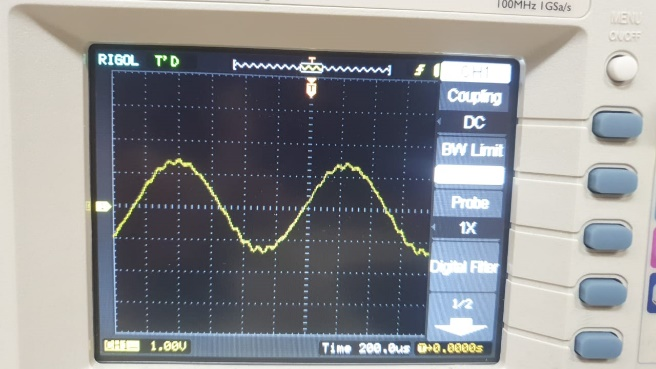 100MHz 1GSa/s
MENU
ON/OFF
RIGOL T'D
T
CH1
Coupling
DC
BW Limit
Probe
1X
Digital Filter
1/2
CH1 1.00V Time 200.0us T→0.0000s